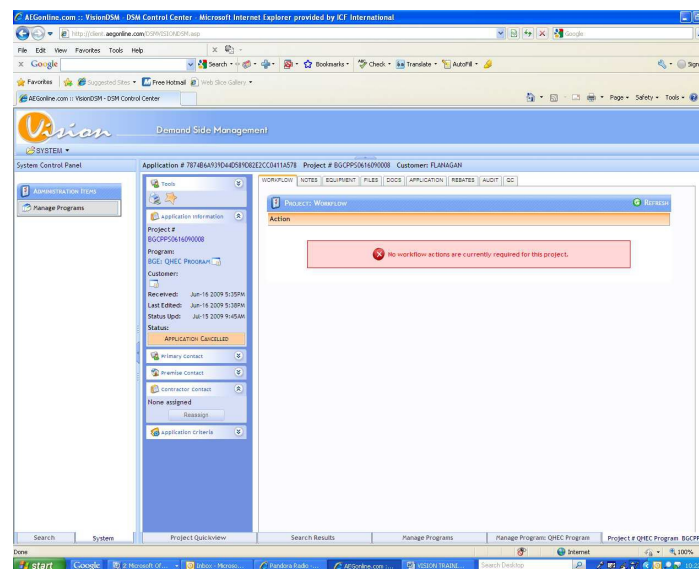 AEGonline.com :: VisionDSM - DSM Control Center - Microsoft Internet Explorer provided by ICF International
http://client.aegonline.com/DSMVISIONDSM.asp
Google
File Edit View Favorites Tools Help
Google Search Bookmarks Check Translate AutoFill Sign
Favorites Suggested Sites Free Hotmail Web Slice Gallery
AEGonline.com :: VisionDSM - DSM Control Center
Page Safety Tools
Vision Demand Side Management
SYSTEM
System Control Panel
Application # 7874B6A939D44D589D82E2CC0411A578 Project # BGCPPS0616090008 Customer: FLANAGAN
ADMINISTRATION ITEMS
Manage Programs
Tools
Application Information
Project #
BGCPPS0616090008
Program:
BGE: QHEC PROGRAM
Customer:
Received: Jun-16 2009 5:35PM
Last Edited: Jun-16 2009 5:38PM
Status Upd: Jul-15 2009 9:45AM
Status:
APPLICATION CANCELLED
Primary Contact
Premise Contact
Contractor Contact
None assigned
Reassign
Application Criteria
WORKFLOW NOTES EQUIPMENT FILES DOCS APPLICATION REBATES AUDIT QC
PROJECT: WORKFLOW
REFRESH
Action
No workflow actions are currently required for this project.
Search System Project Quickview Search Results Manage Programs Manage Program: QHEC Program Project # QHEC Program BGCPP
Done
Internet
100%
start Google 2 Microsoft Of... Inbox - Microso... Pandora Radio -... AEGonline.com :... VISION TRAINI... Search Desktop